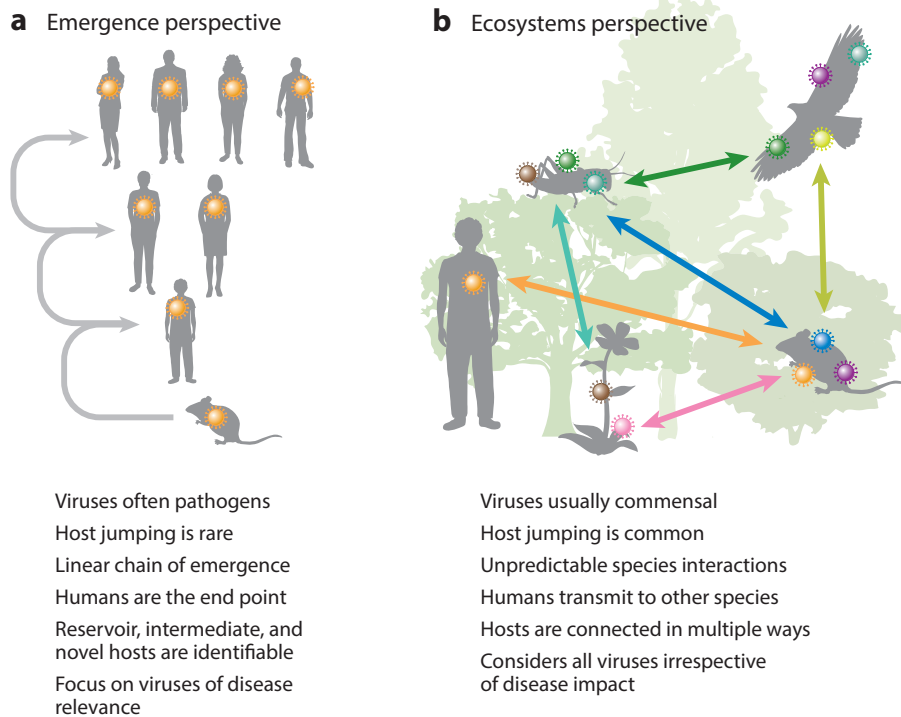 a Emergence perspective
Viruses often pathogens
Host jumping is rare
Linear chain of emergence
Humans are the end point
Reservoir, intermediate, and
novel hosts are identifiable
Focus on viruses of disease
relevance
b Ecosystems perspective
Viruses usually commensal
Host jumping is common
Unpredictable species interactions
Humans transmit to other species
Hosts are connected in multiple ways
Considers all viruses irrespective
of disease impact